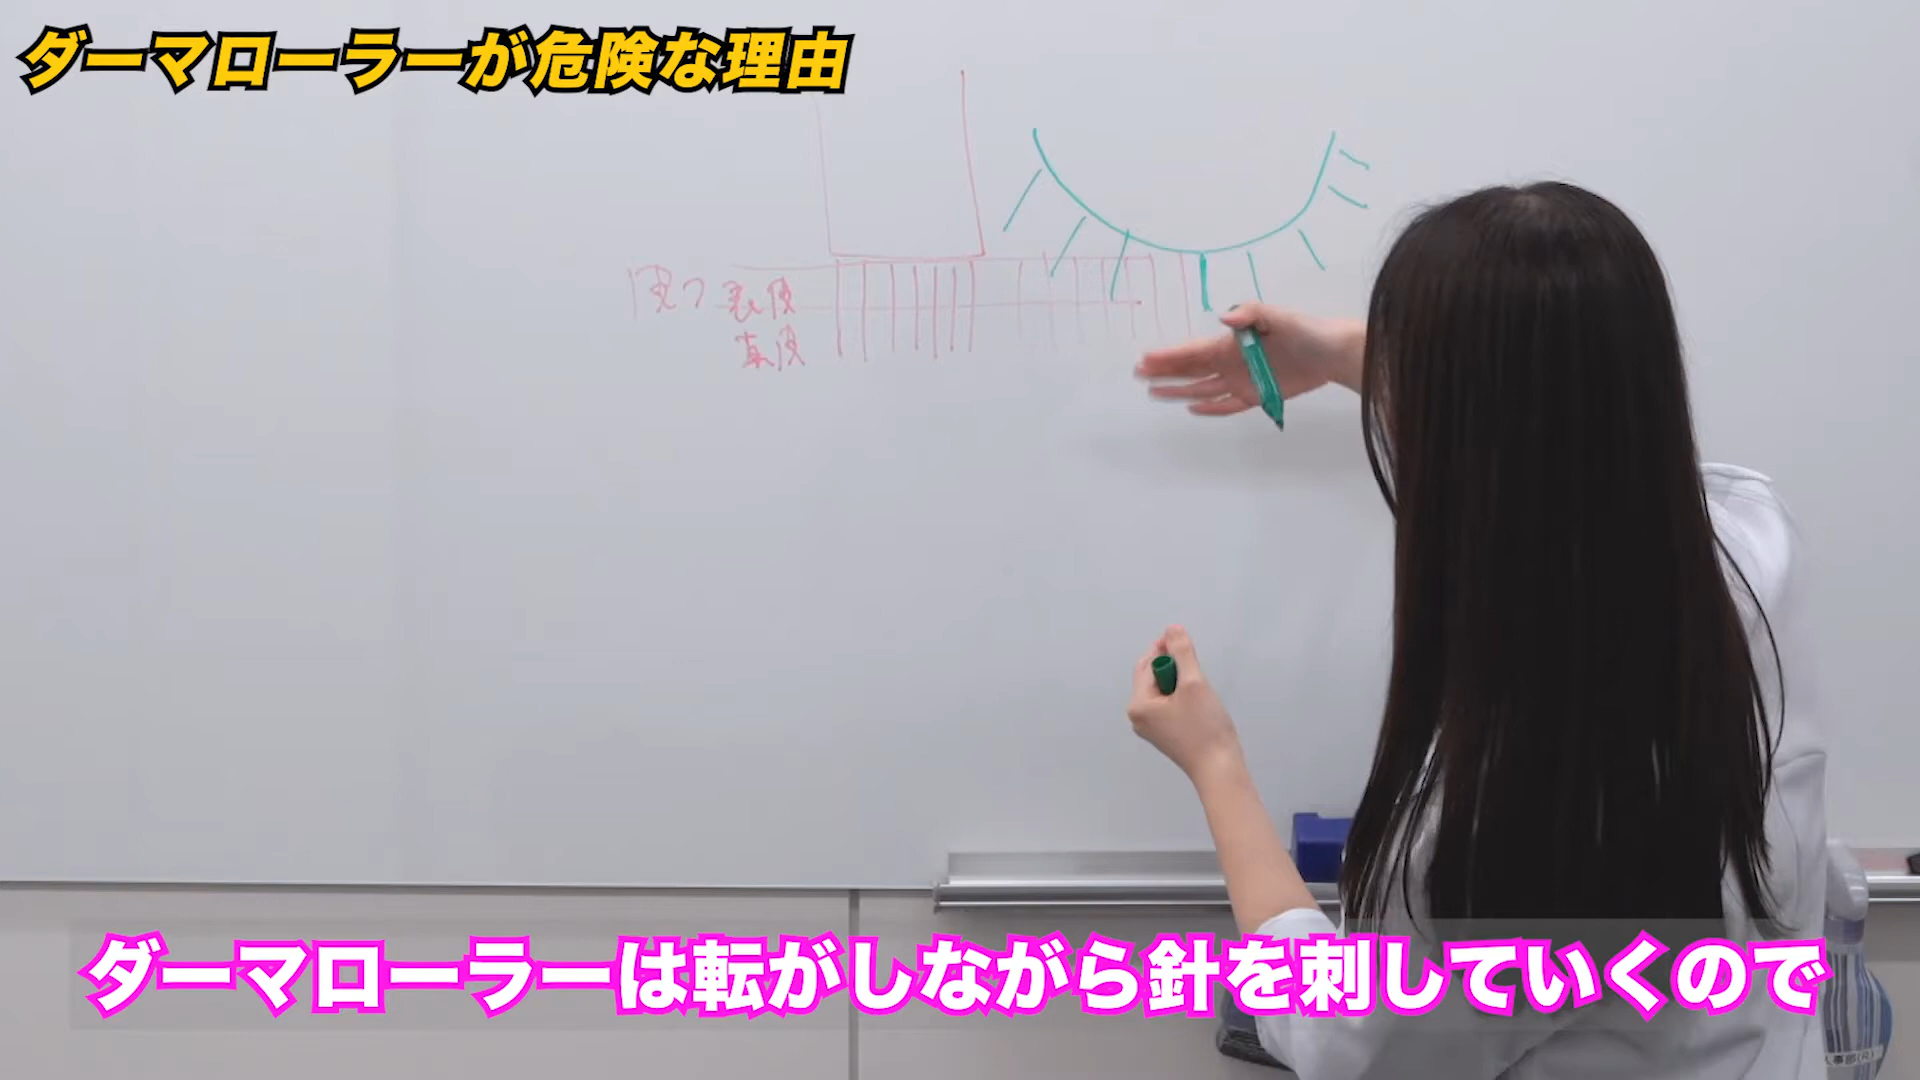 ダーマローラーが危険な理由
皮フ 表皮
真皮
ダーマローラーは転がしながら針を刺していくので